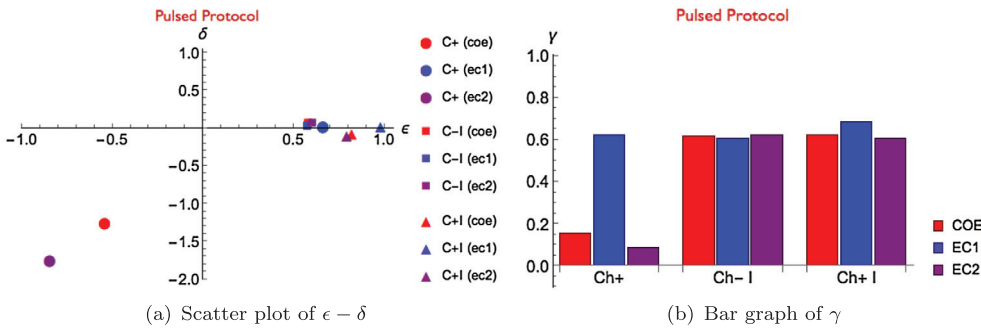 Pulsed Protocol
δ
1.0
0.5
0.0
ϵ
−1.0
−0.5
0.5
1.0
−0.5
−1.0
−1.5
−2.0
C+ (coe)
C+ (ec1)
C+ (ec2)
C−I (coe)
C−I (ec1)
C−I (ec2)
C+I (coe)
C+I (ec1)
C+I (ec2)
(a) Scatter plot of ϵ − δ
Pulsed Protocol
γ
1.0
0.8
0.6
0.4
0.2
0.0
Ch+
Ch− I
Ch+ I
COE
EC1
EC2
(b) Bar graph of γ